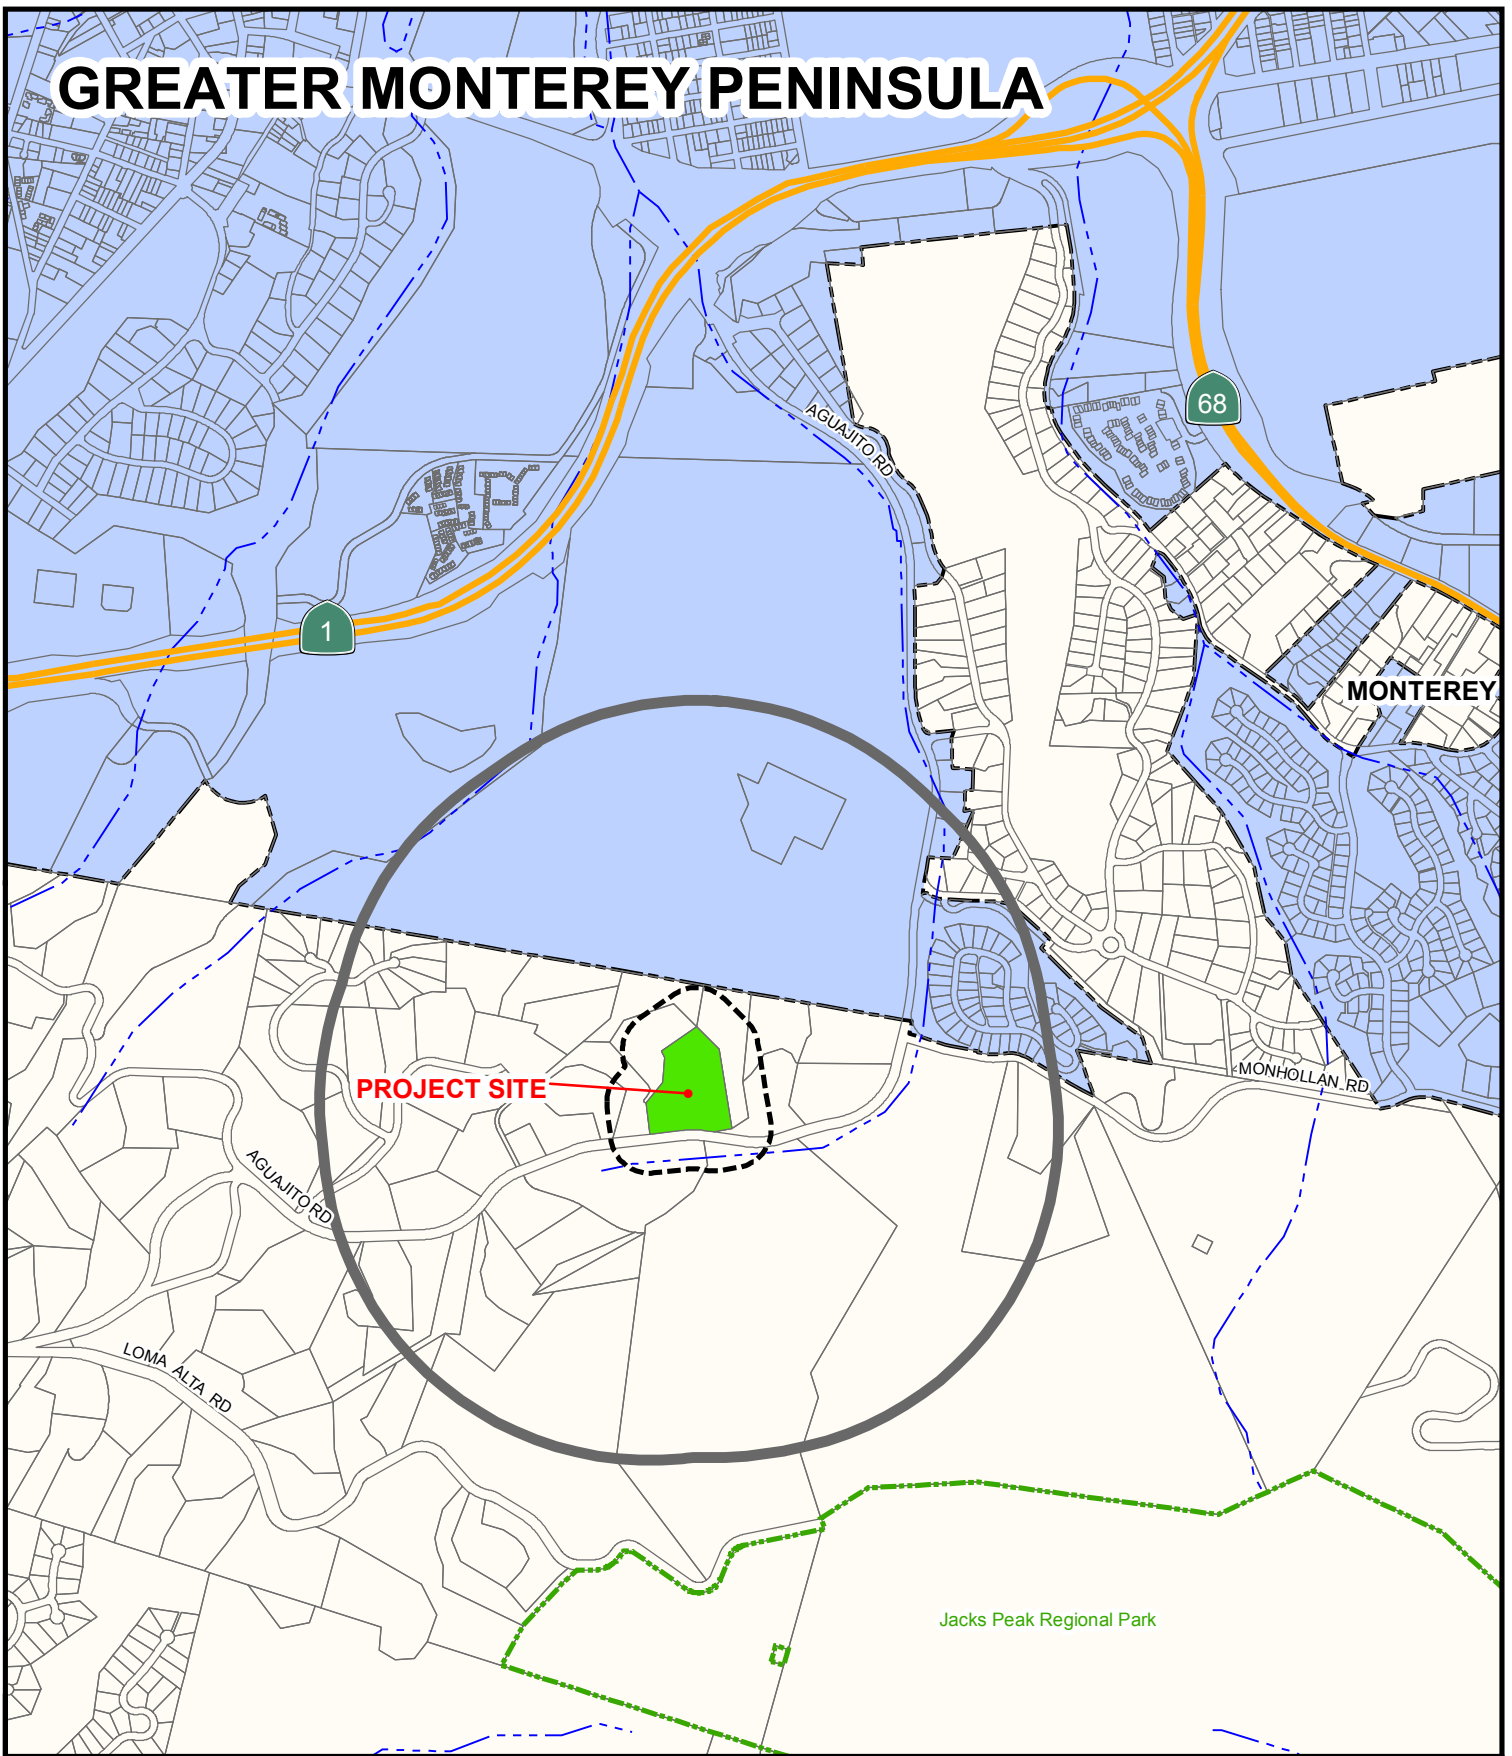 GREATER MONTEREY PENINSULA
68
AGUAJITO RD
1
MONTEREY
MONHOLLAN RD
PROJECT SITE
AGUAJITO RD
LOMA ALTA RD
Jacks Peak Regional Park